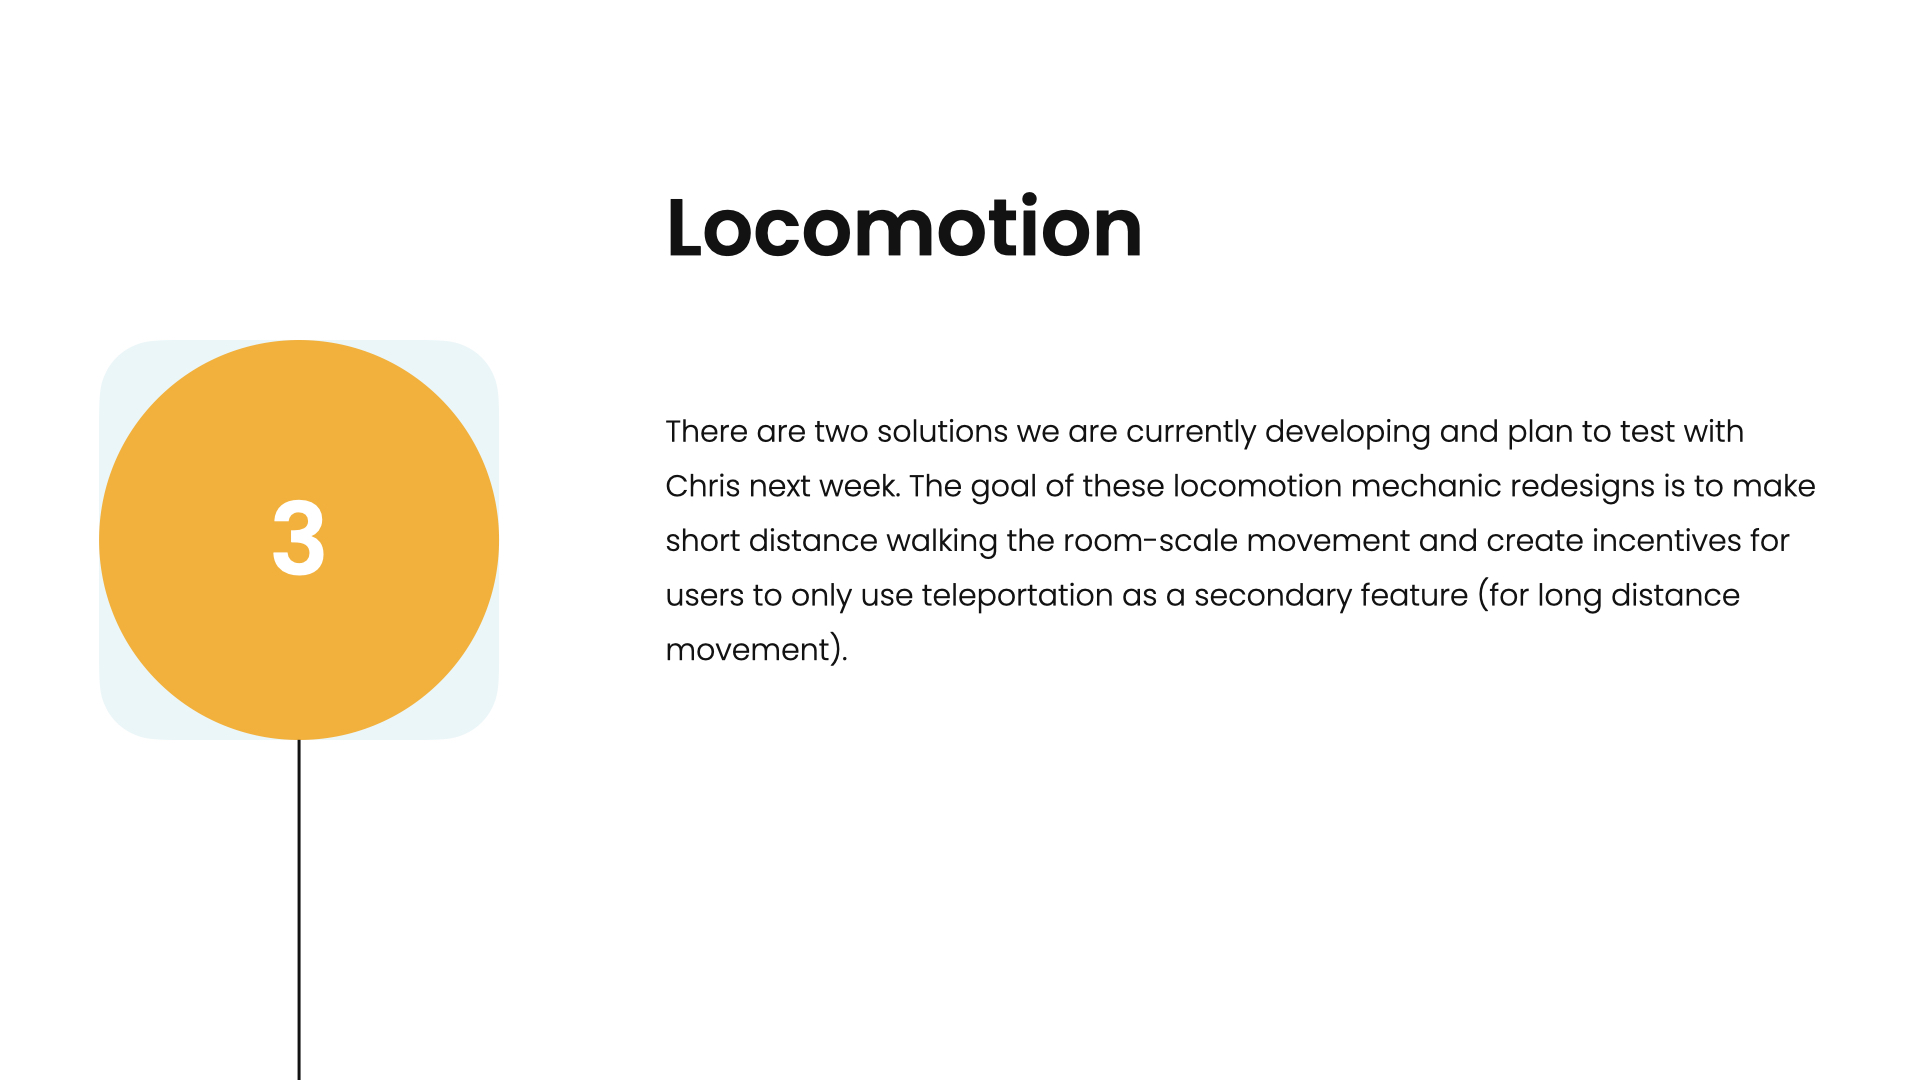 Locomotion
3
There are two solutions we are currently developing and plan to test with
Chris next week. The goal of these locomotion mechanic redesigns is to make
short distance walking the room-scale movement and create incentives for
users to only use teleportation as a secondary feature (for long distance
movement).